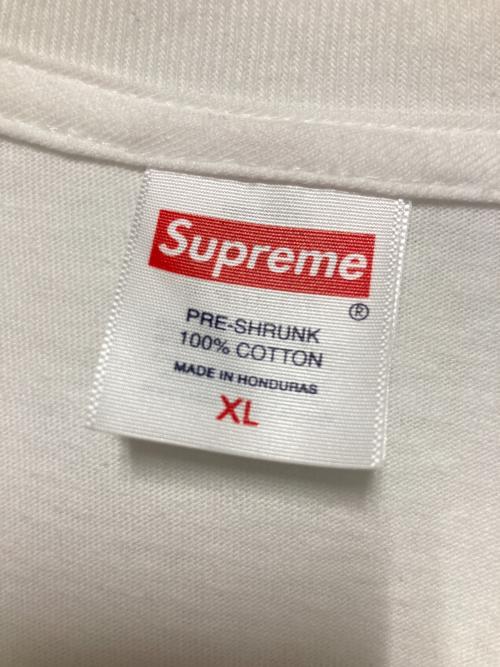 Supreme
®
PRE-SHRUNK
100% COTTON
MADE IN HONDURAS
XL